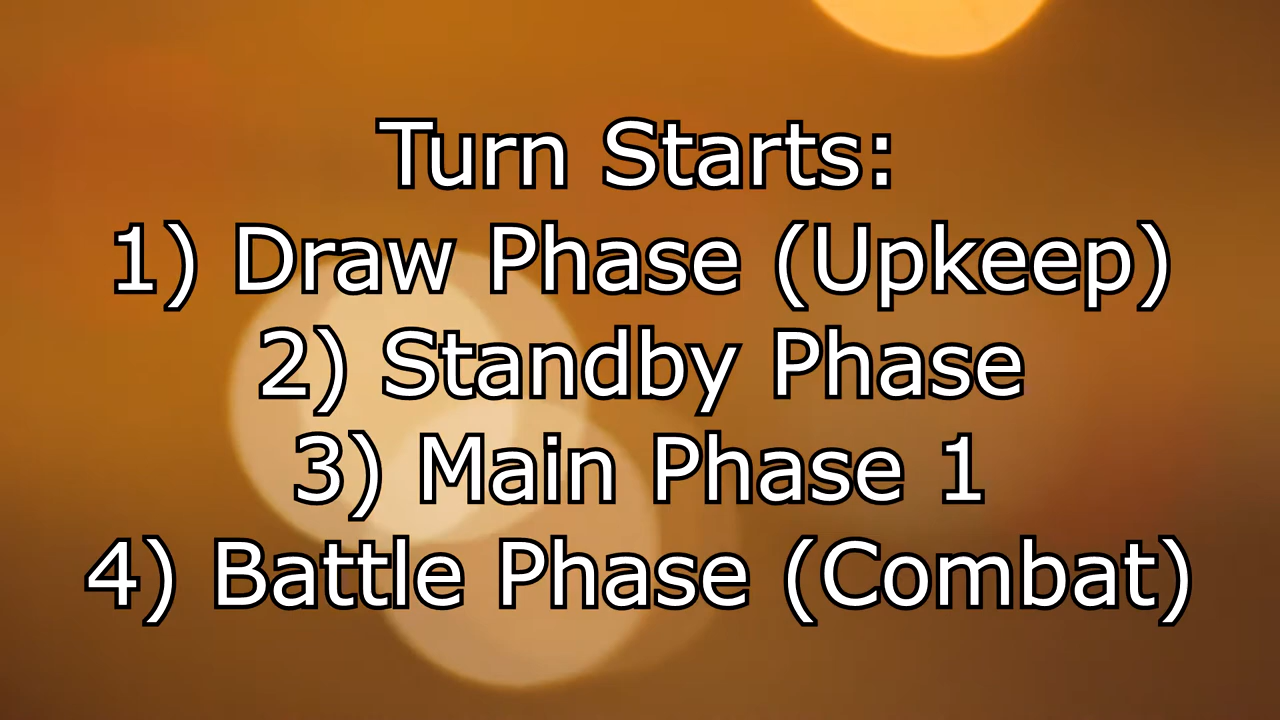 Turn Starts:
1) Draw Phase (Upkeep)
2) Standby Phase
3) Main Phase 1
4) Battle Phase (Combat)